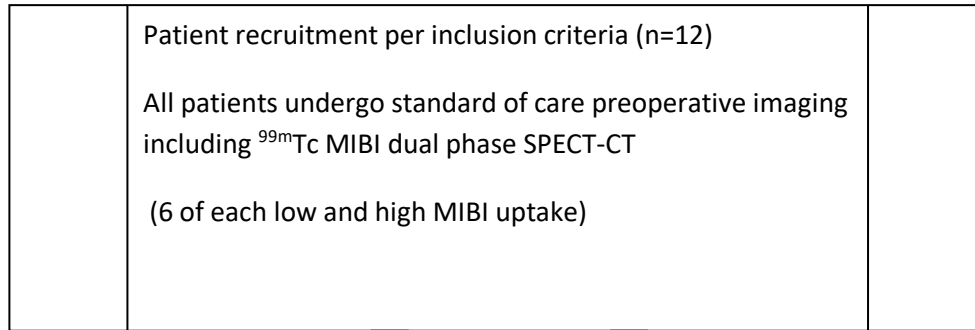 Patient recruitment per inclusion criteria (n=12)
All patients undergo standard of care preoperative imaging
including ⁹⁹ᵐTc MIBI dual phase SPECT-CT
(6 of each low and high MIBI uptake)